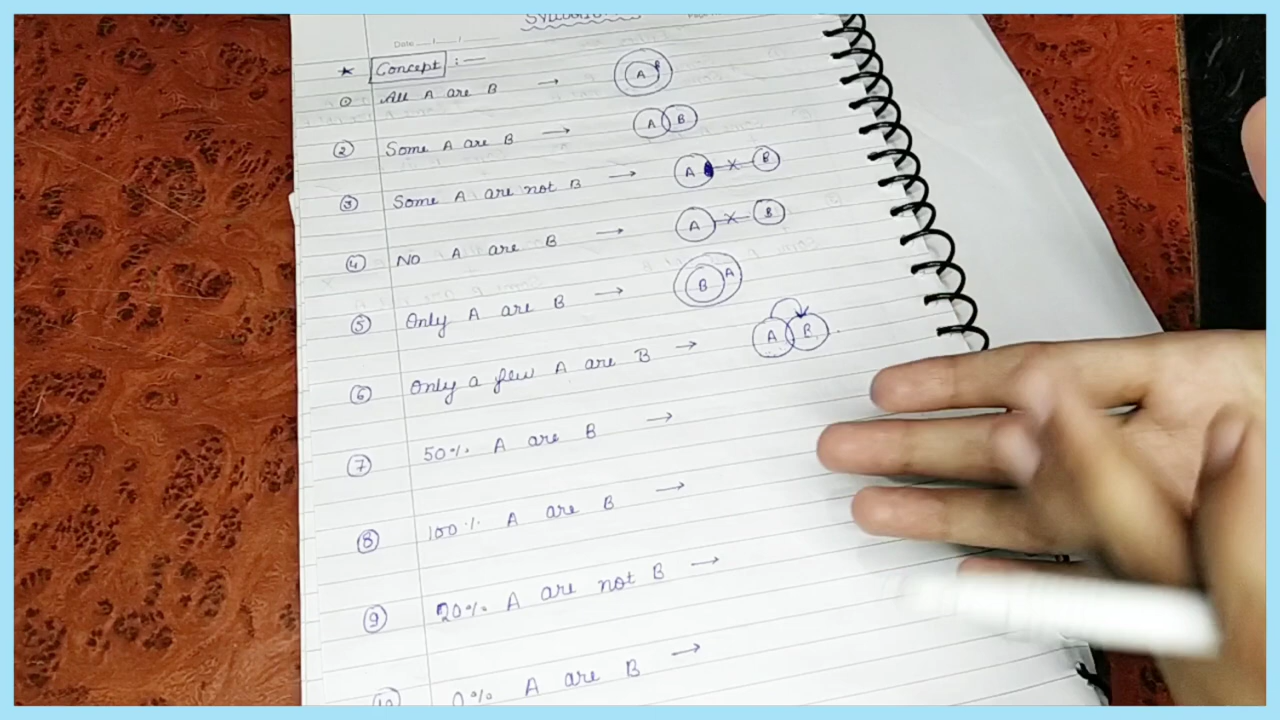 Date
* Concept : —
① All A are B → A B
② Some A are B → A B
③ Some A are not B → A × B
④ No A are B → A × B
⑤ Only A are B → B A
⑥ Only a few A are B → A B
⑦ 50% A are B →
⑧ 100% A are B →
⑨ 20% A are not B →
⑩ 0% A are B →